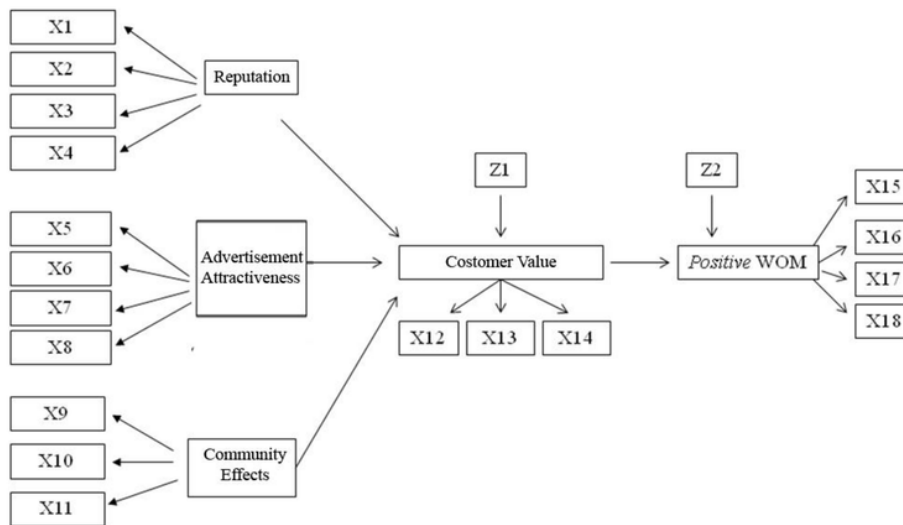 X1
X2
X3
X4
Reputation
X5
X6
X7
X8
Advertisement
Attractiveness
X9
X10
X11
Community
Effects
Z1
Costomer Value
X12 X13 X14
Z2
Positive WOM
X15
X16
X17
X18